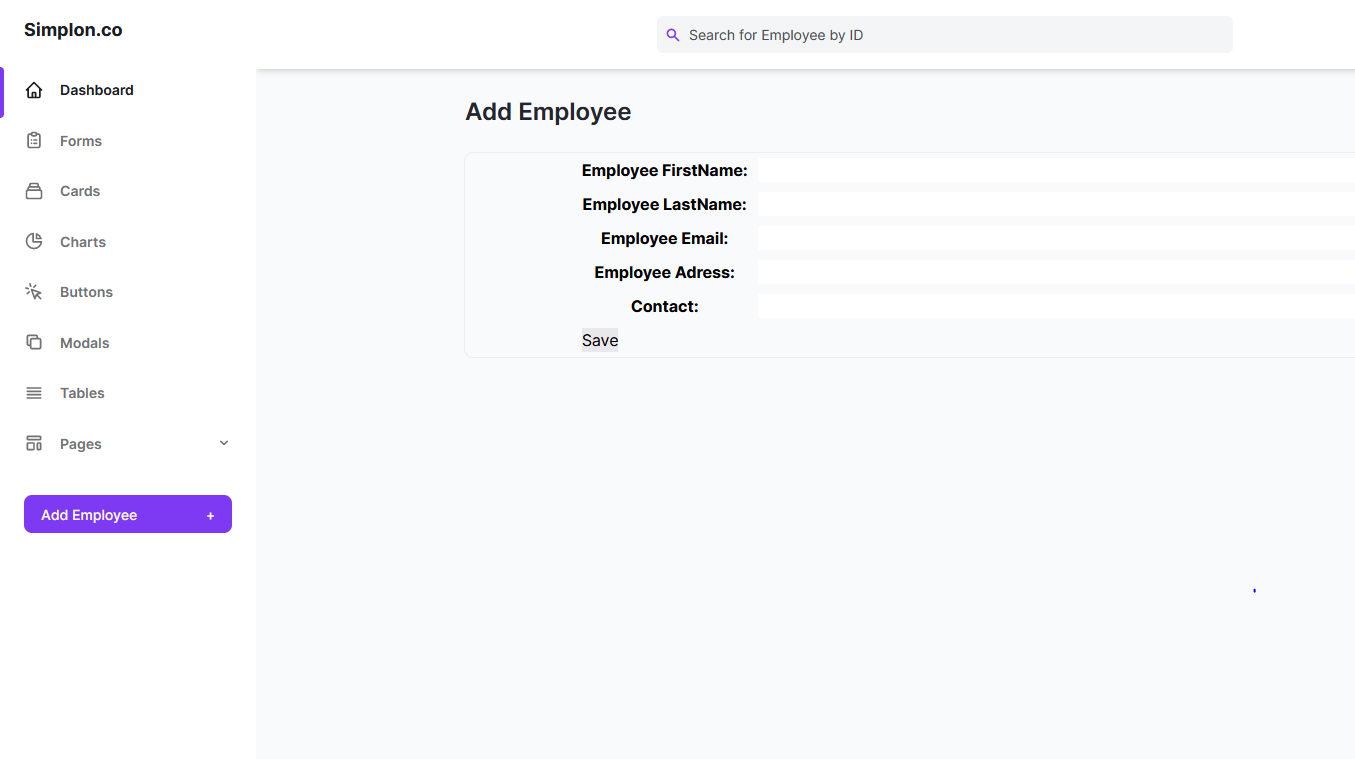 Simplon.co
Search for Employee by ID
Dashboard
Forms
Cards
Charts
Buttons
Modals
Tables
Pages
Add Employee +
Add Employee
Employee FirstName:
Employee LastName:
Employee Email:
Employee Adress:
Contact:
Save